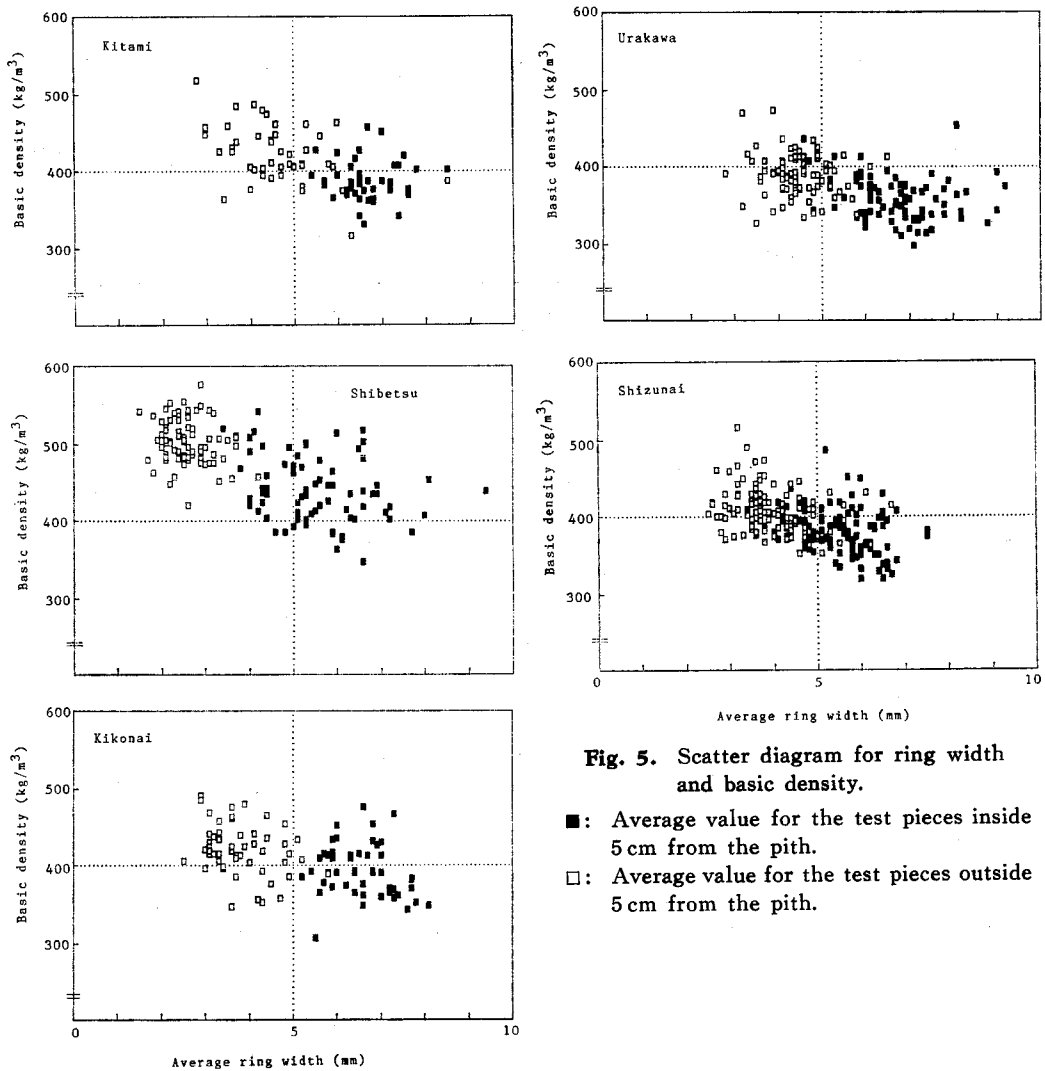 600
Kitami
500
400
300
Basic density (kg/m³)
600
Urakawa
500
400
300
Basic density (kg/m³)
600
Shibetsu
500
400
300
Basic density (kg/m³)
600
Shizunai
500
400
300
Basic density (kg/m³)
0 5 10
Average ring width (mm)
600
Kikonai
500
400
300
Basic density (kg/m³)
0 5 10
Average ring width (mm)
Fig. 5. Scatter diagram for ring width
and basic density.
■: Average value for the test pieces inside
5 cm from the pith.
□: Average value for the test pieces outside
5 cm from the pith.